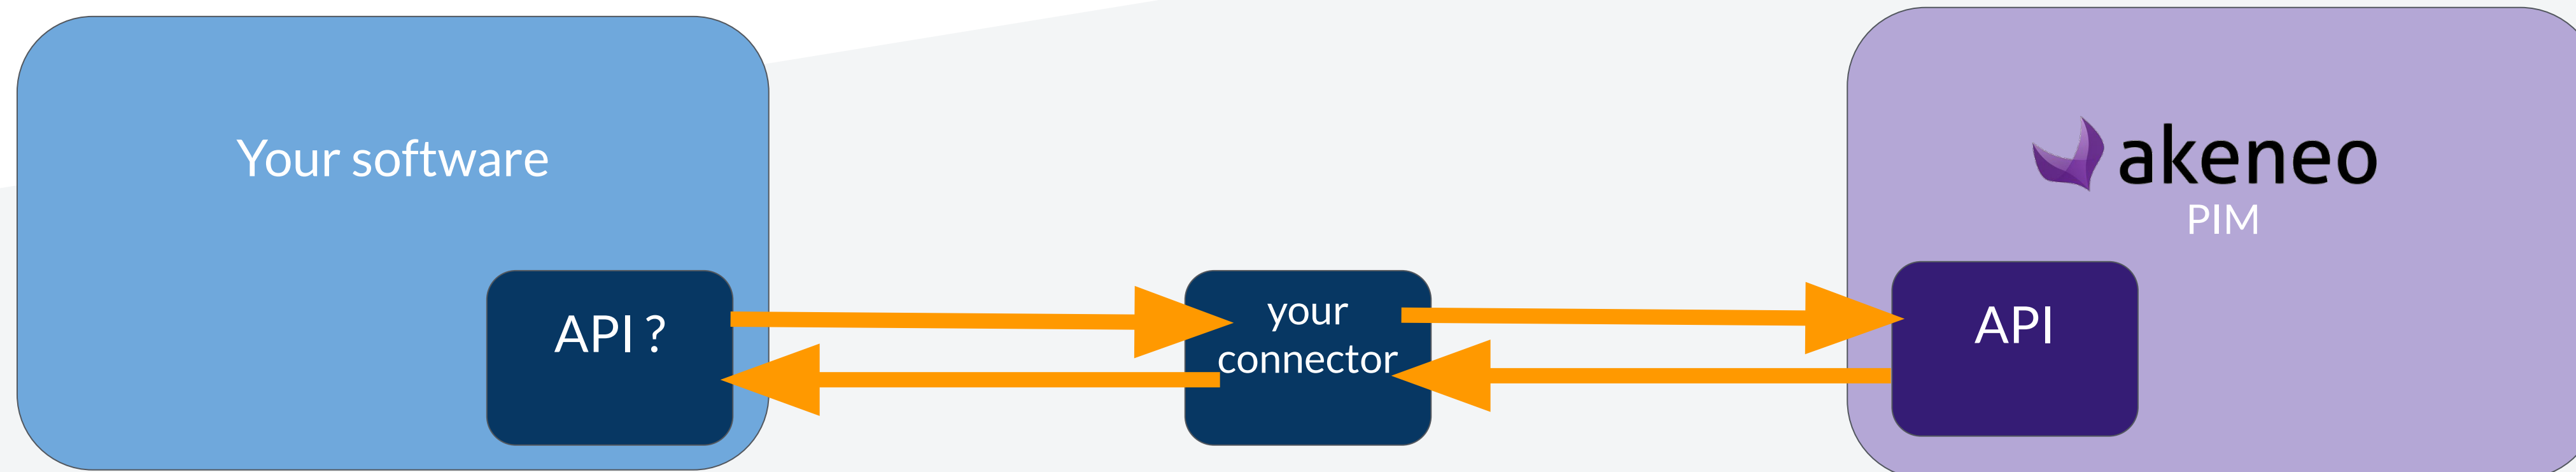 Your software
API ?
your
connector
akeneo
PIM
API